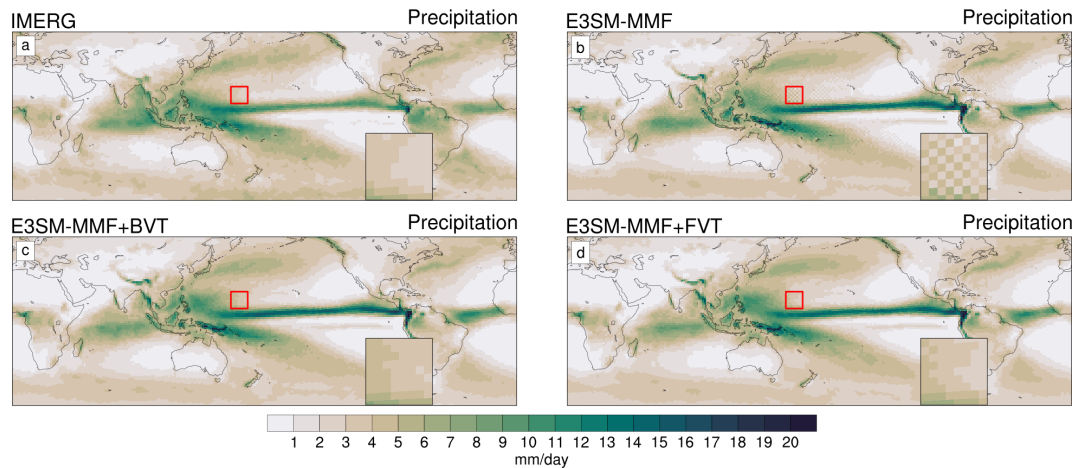 IMERG Precipitation
a
E3SM-MMF Precipitation
b
E3SM-MMF+BVT Precipitation
c
E3SM-MMF+FVT Precipitation
d
1 2 3 4 5 6 7 8 9 10 11 12 13 14 15 16 17 18 19 20
mm/day